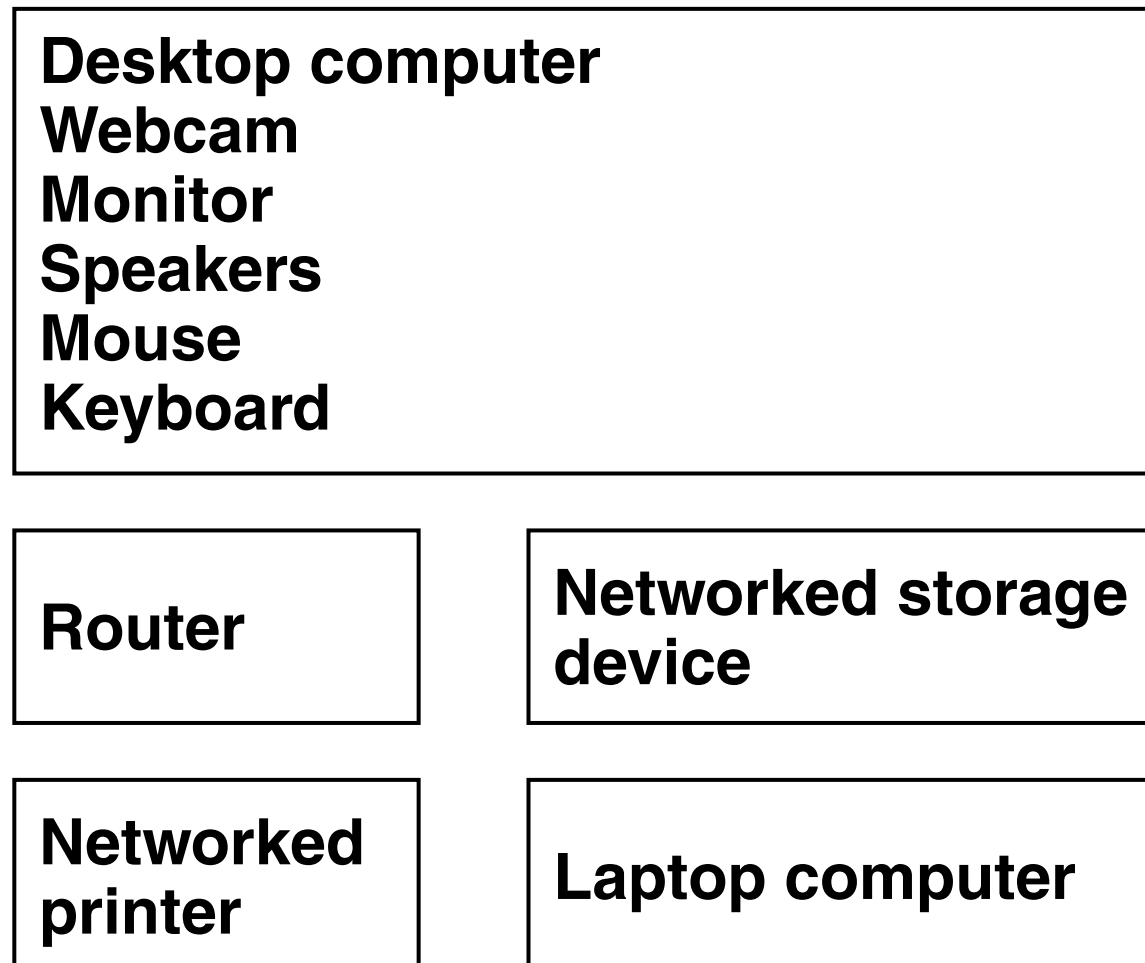 Desktop computer
Webcam
Monitor
Speakers
Mouse
Keyboard
Router
Networked storage
device
Networked
printer
Laptop computer